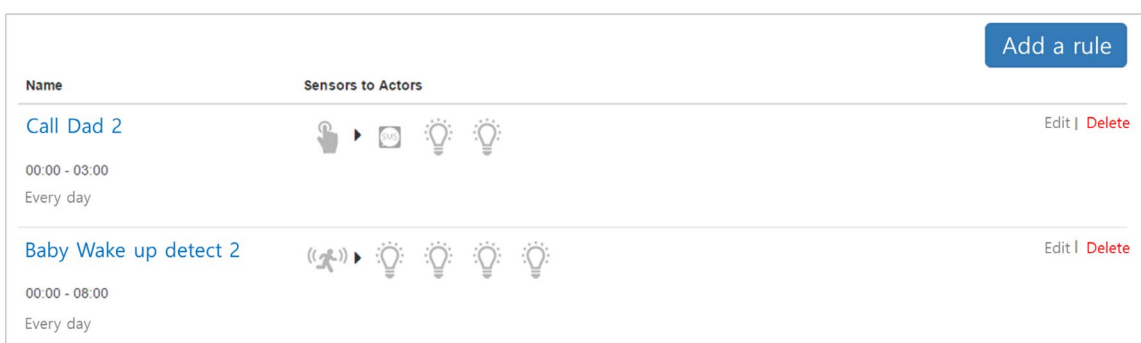 Add a rule
Name Sensors to Actors
Call Dad 2 SMS Edit | Delete
00:00 - 03:00
Every day
Baby Wake up detect 2 Edit | Delete
00:00 - 08:00
Every day